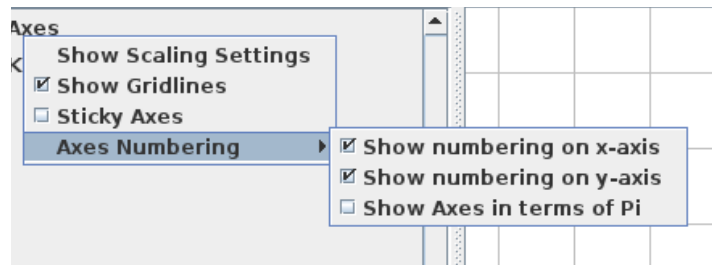 Axes
K
Show Scaling Settings
Show Gridlines
Sticky Axes
Axes Numbering
Show numbering on x-axis
Show numbering on y-axis
Show Axes in terms of Pi